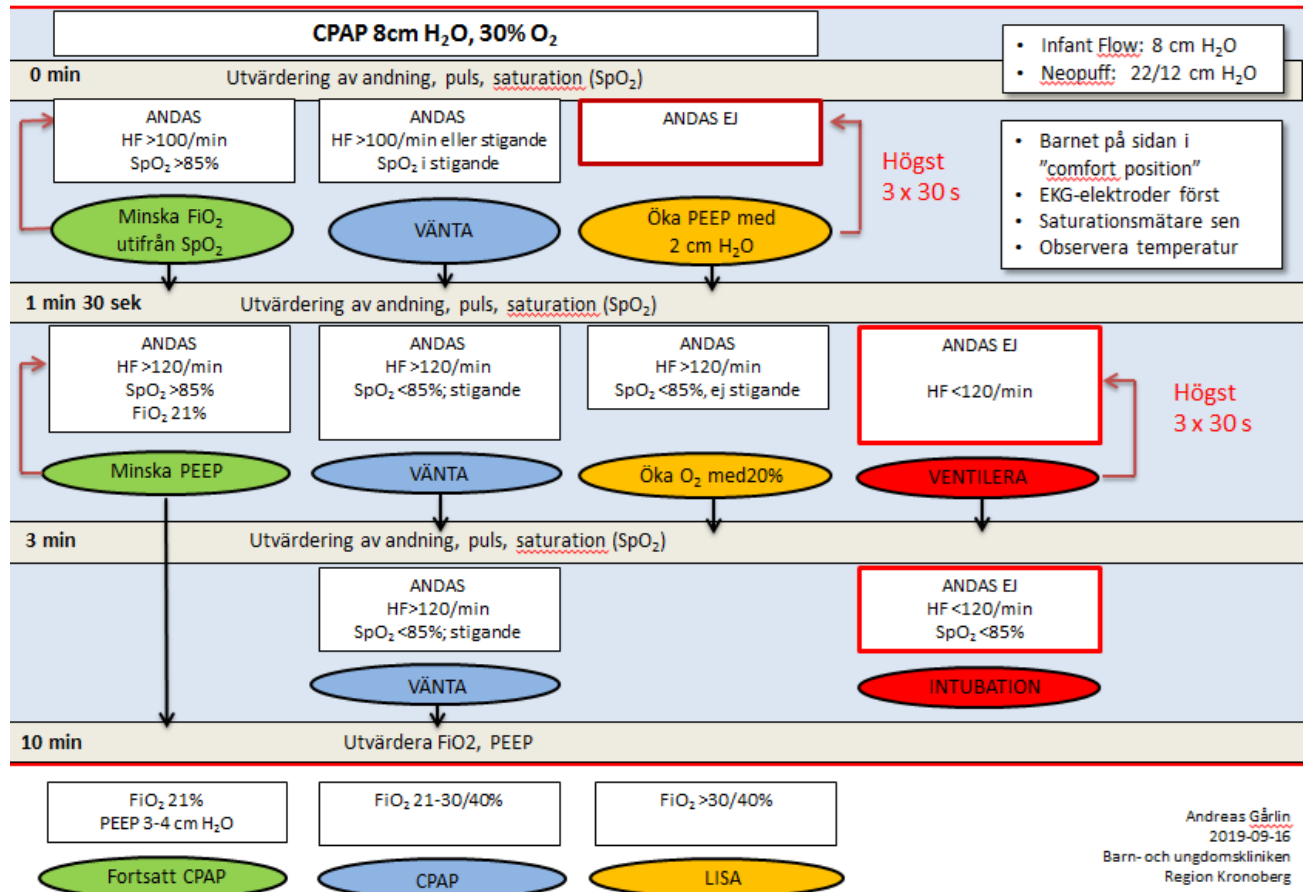 CPAP 8cm H₂O, 30% O₂
• Infant Flow: 8 cm H₂O
• Neopuff: 22/12 cm H₂O
0 min
Utvärdering av andning, puls, saturation (SpO₂)
ANDAS
HF >100/min
SpO₂ >85%
ANDAS
HF >100/min eller stigande
SpO₂ i stigande
ANDAS EJ
Högst
3 x 30 s
• Barnet på sidan i
”comfort position”
• EKG-elektroder först
• Saturationsmätare sen
• Observera temperatur
Minska FiO₂
utifrån SpO₂
VÄNTA
Öka PEEP med
2 cm H₂O
1 min 30 sek
Utvärdering av andning, puls, saturation (SpO₂)
ANDAS
HF >120/min
SpO₂ >85%
FiO₂ 21%
ANDAS
HF >120/min
SpO₂ <85%; stigande
ANDAS
HF >120/min
SpO₂ <85%, ej stigande
ANDAS EJ
HF <120/min
Högst
3 x 30 s
Minska PEEP
VÄNTA
Öka O₂ med20%
VENTILERA
3 min
Utvärdering av andning, puls, saturation (SpO₂)
ANDAS
HF>120/min
SpO₂ <85%; stigande
ANDAS EJ
HF <120/min
SpO₂ <85%
VÄNTA
INTUBATION
10 min
Utvärdera FiO2, PEEP
FiO₂ 21%
PEEP 3-4 cm H₂O
FiO₂ 21-30/40%
FiO₂ >30/40%
Fortsatt CPAP
CPAP
LISA
Andreas Gårlin
2019-09-16
Barn- och ungdomskliniken
Region Kronoberg